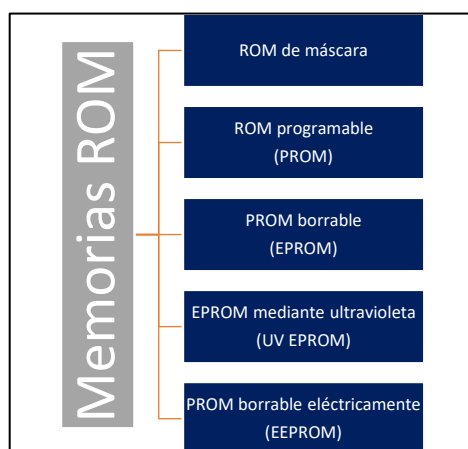 Memorias ROM
ROM de máscara
ROM programable
(PROM)
PROM borrable
(EPROM)
EPROM mediante ultravioleta
(UV EPROM)
PROM borrable eléctricamente
(EEPROM)